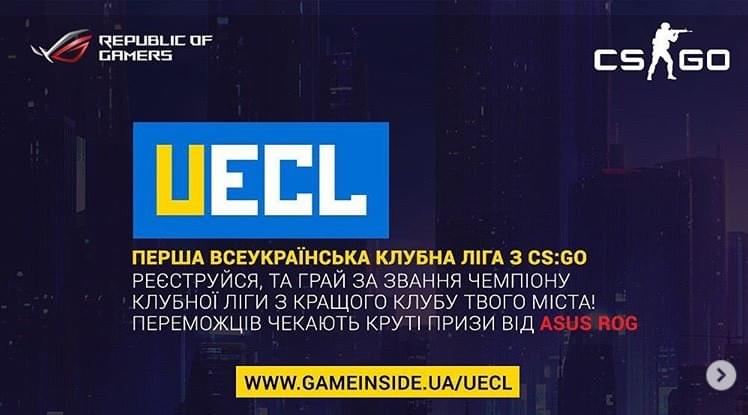 REPUBLIC OF
GAMERS
CS GO
UECL
ПЕРША ВСЕУКРАЇНСЬКА КЛУБНА ЛІГА З CS:GO
РЕЄСТРУЙСЯ, ТА ГРАЙ ЗА ЗВАННЯ ЧЕМПІОНУ
КЛУБНОЇ ЛІГИ З КРАЩОГО КЛУБУ ТВОГО МІСТА!
ПЕРЕМОЖЦІВ ЧЕКАЮТЬ КРУТІ ПРИЗИ ВІД ASUS ROG
WWW.GAMEINSIDE.UA/UECL